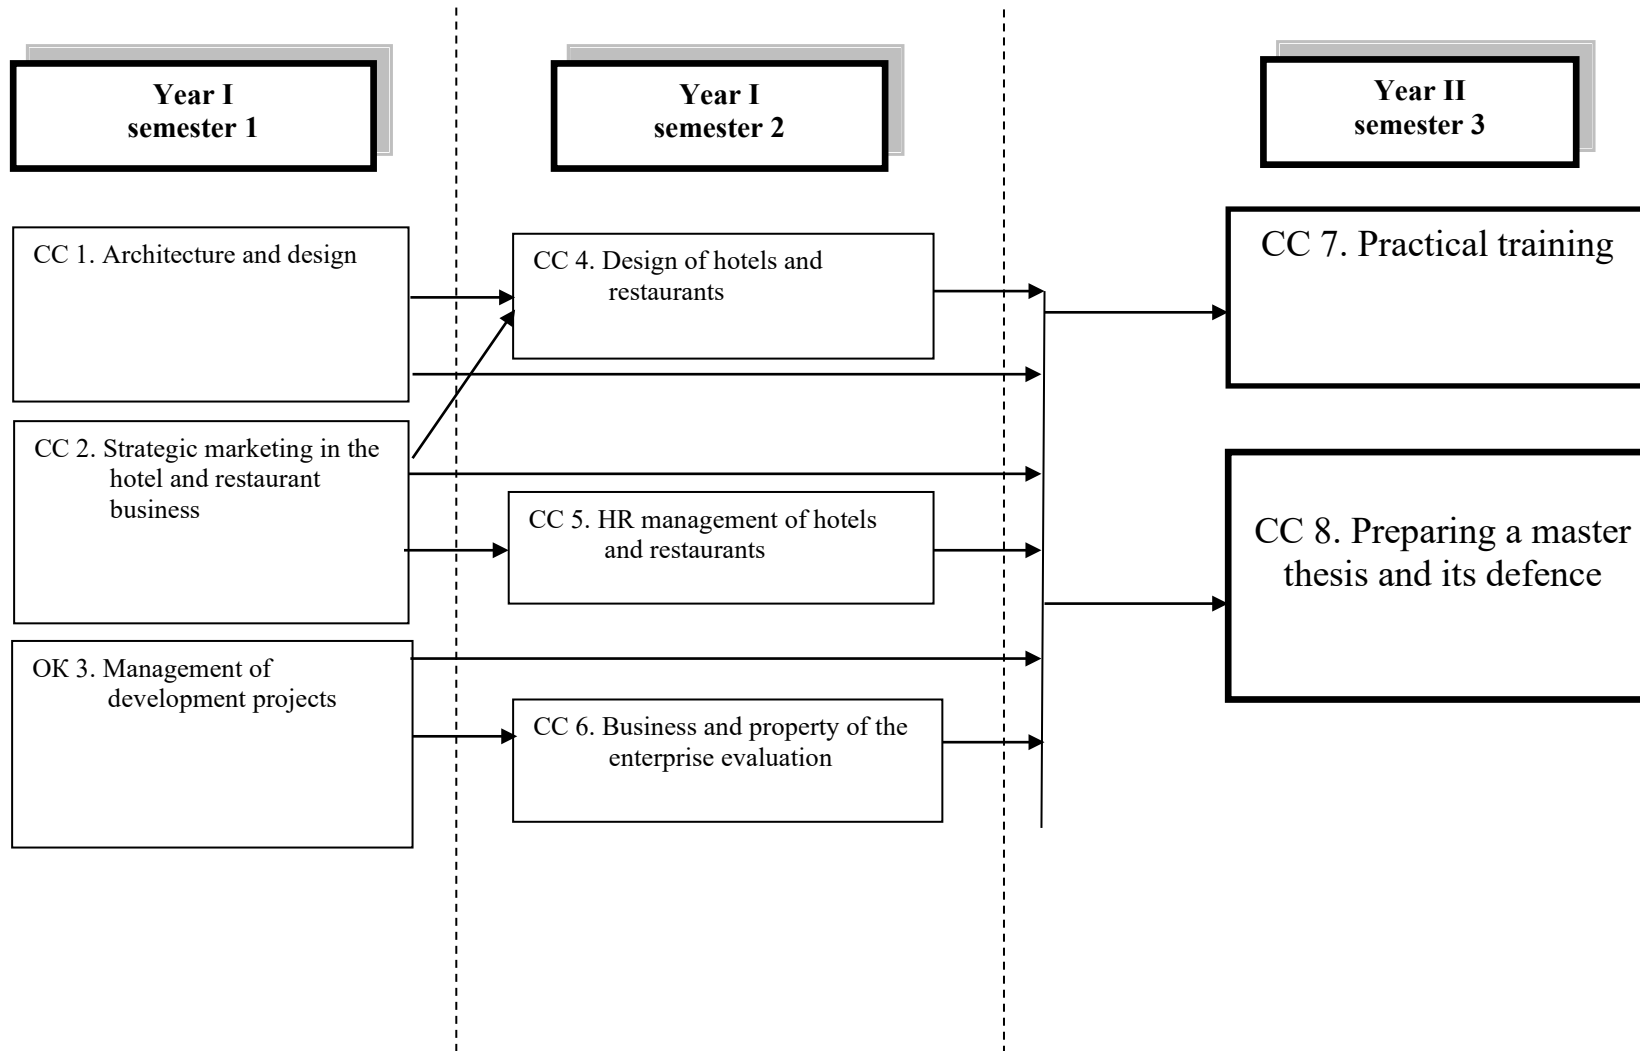 Year I
semester 1
Year I
semester 2
Year II
semester 3
CC 1. Architecture and design
CC 2. Strategic marketing in the
hotel and restaurant
business
ОК 3. Management of
development projects
CC 4. Design of hotels and
restaurants
CC 5. HR management of hotels
and restaurants
CC 6. Business and property of the
enterprise evaluation
CC 7. Practical training
CC 8. Preparing a master
thesis and its defence